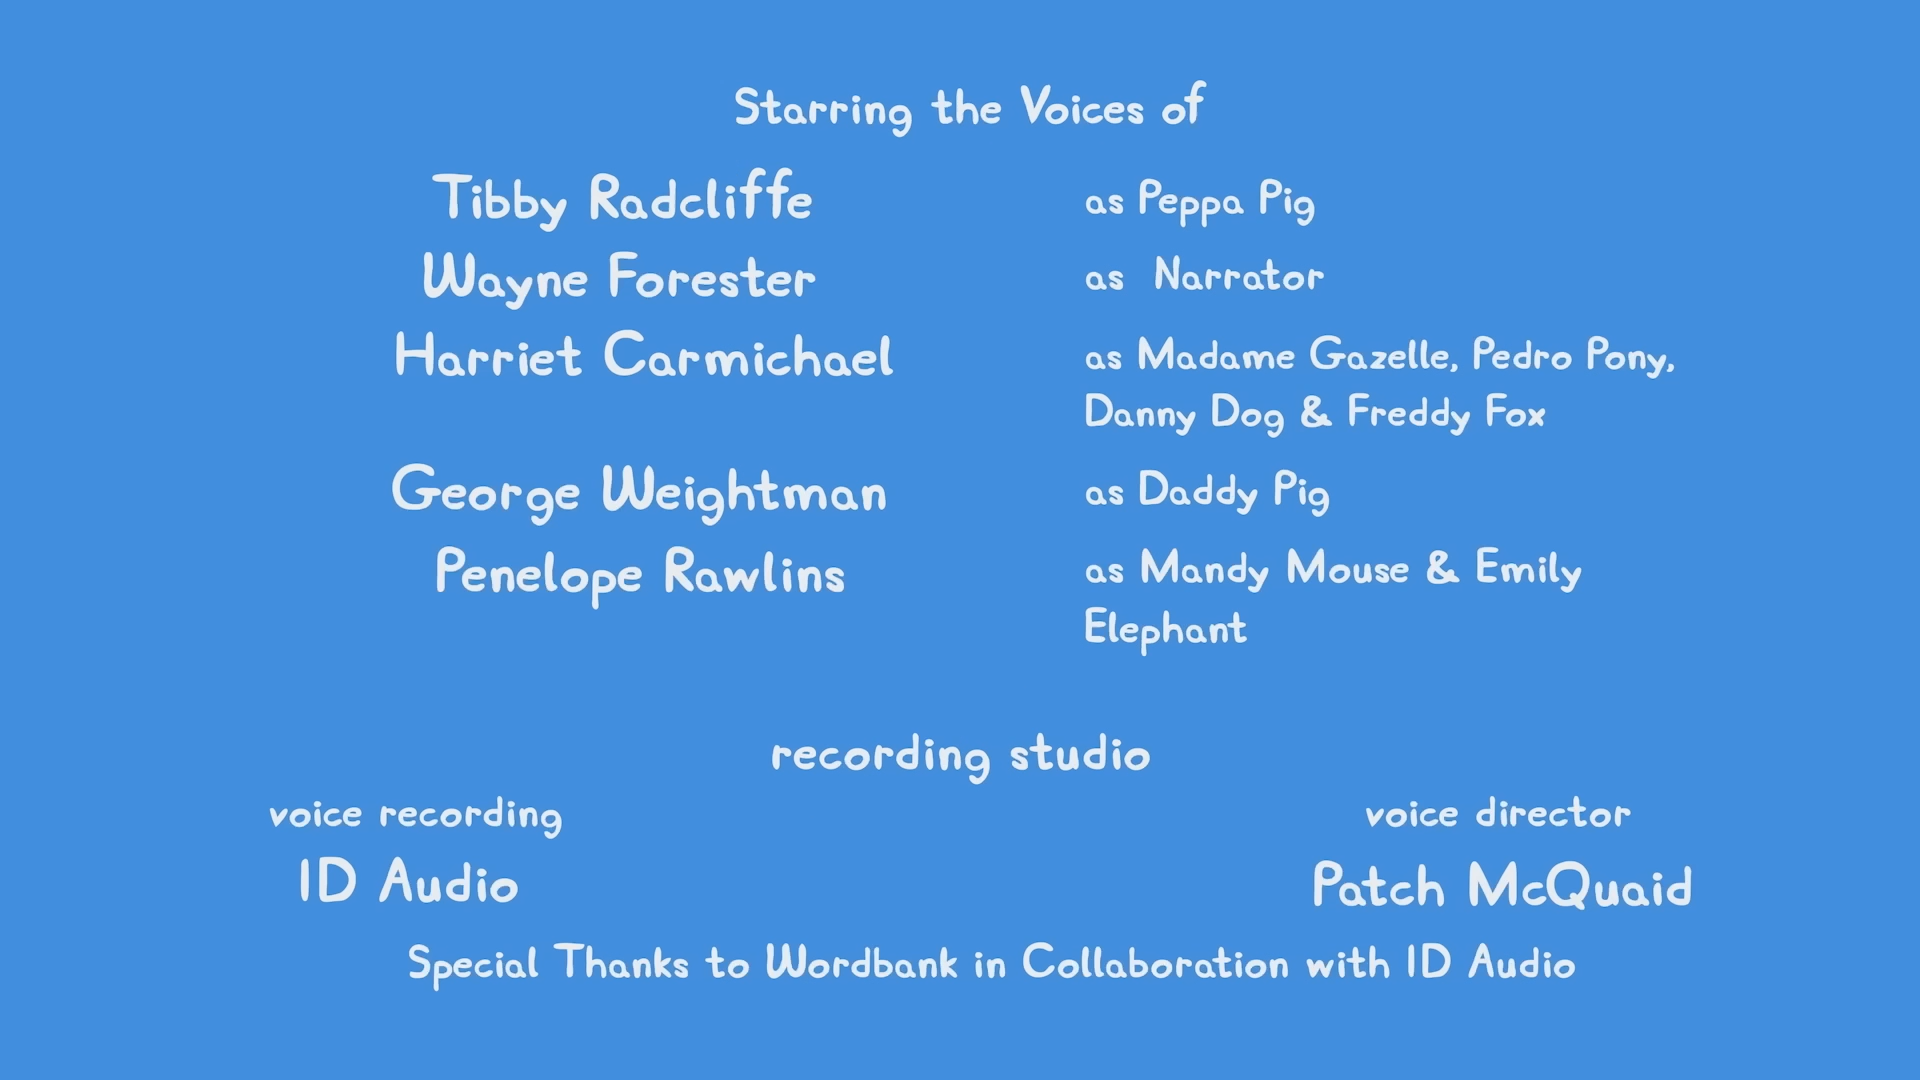 Starring the Voices of
Tibby Radcliffe as Peppa Pig
Wayne Forester as Narrator
Harriet Carmichael as Madame Gazelle, Pedro Pony,
Danny Dog & Freddy Fox
George Weightman as Daddy Pig
Penelope Rawlins as Mandy Mouse & Emily
Elephant
recording studio
voice recording voice director
ID Audio Patch McQuaid
Special Thanks to Wordbank in Collaboration with ID Audio